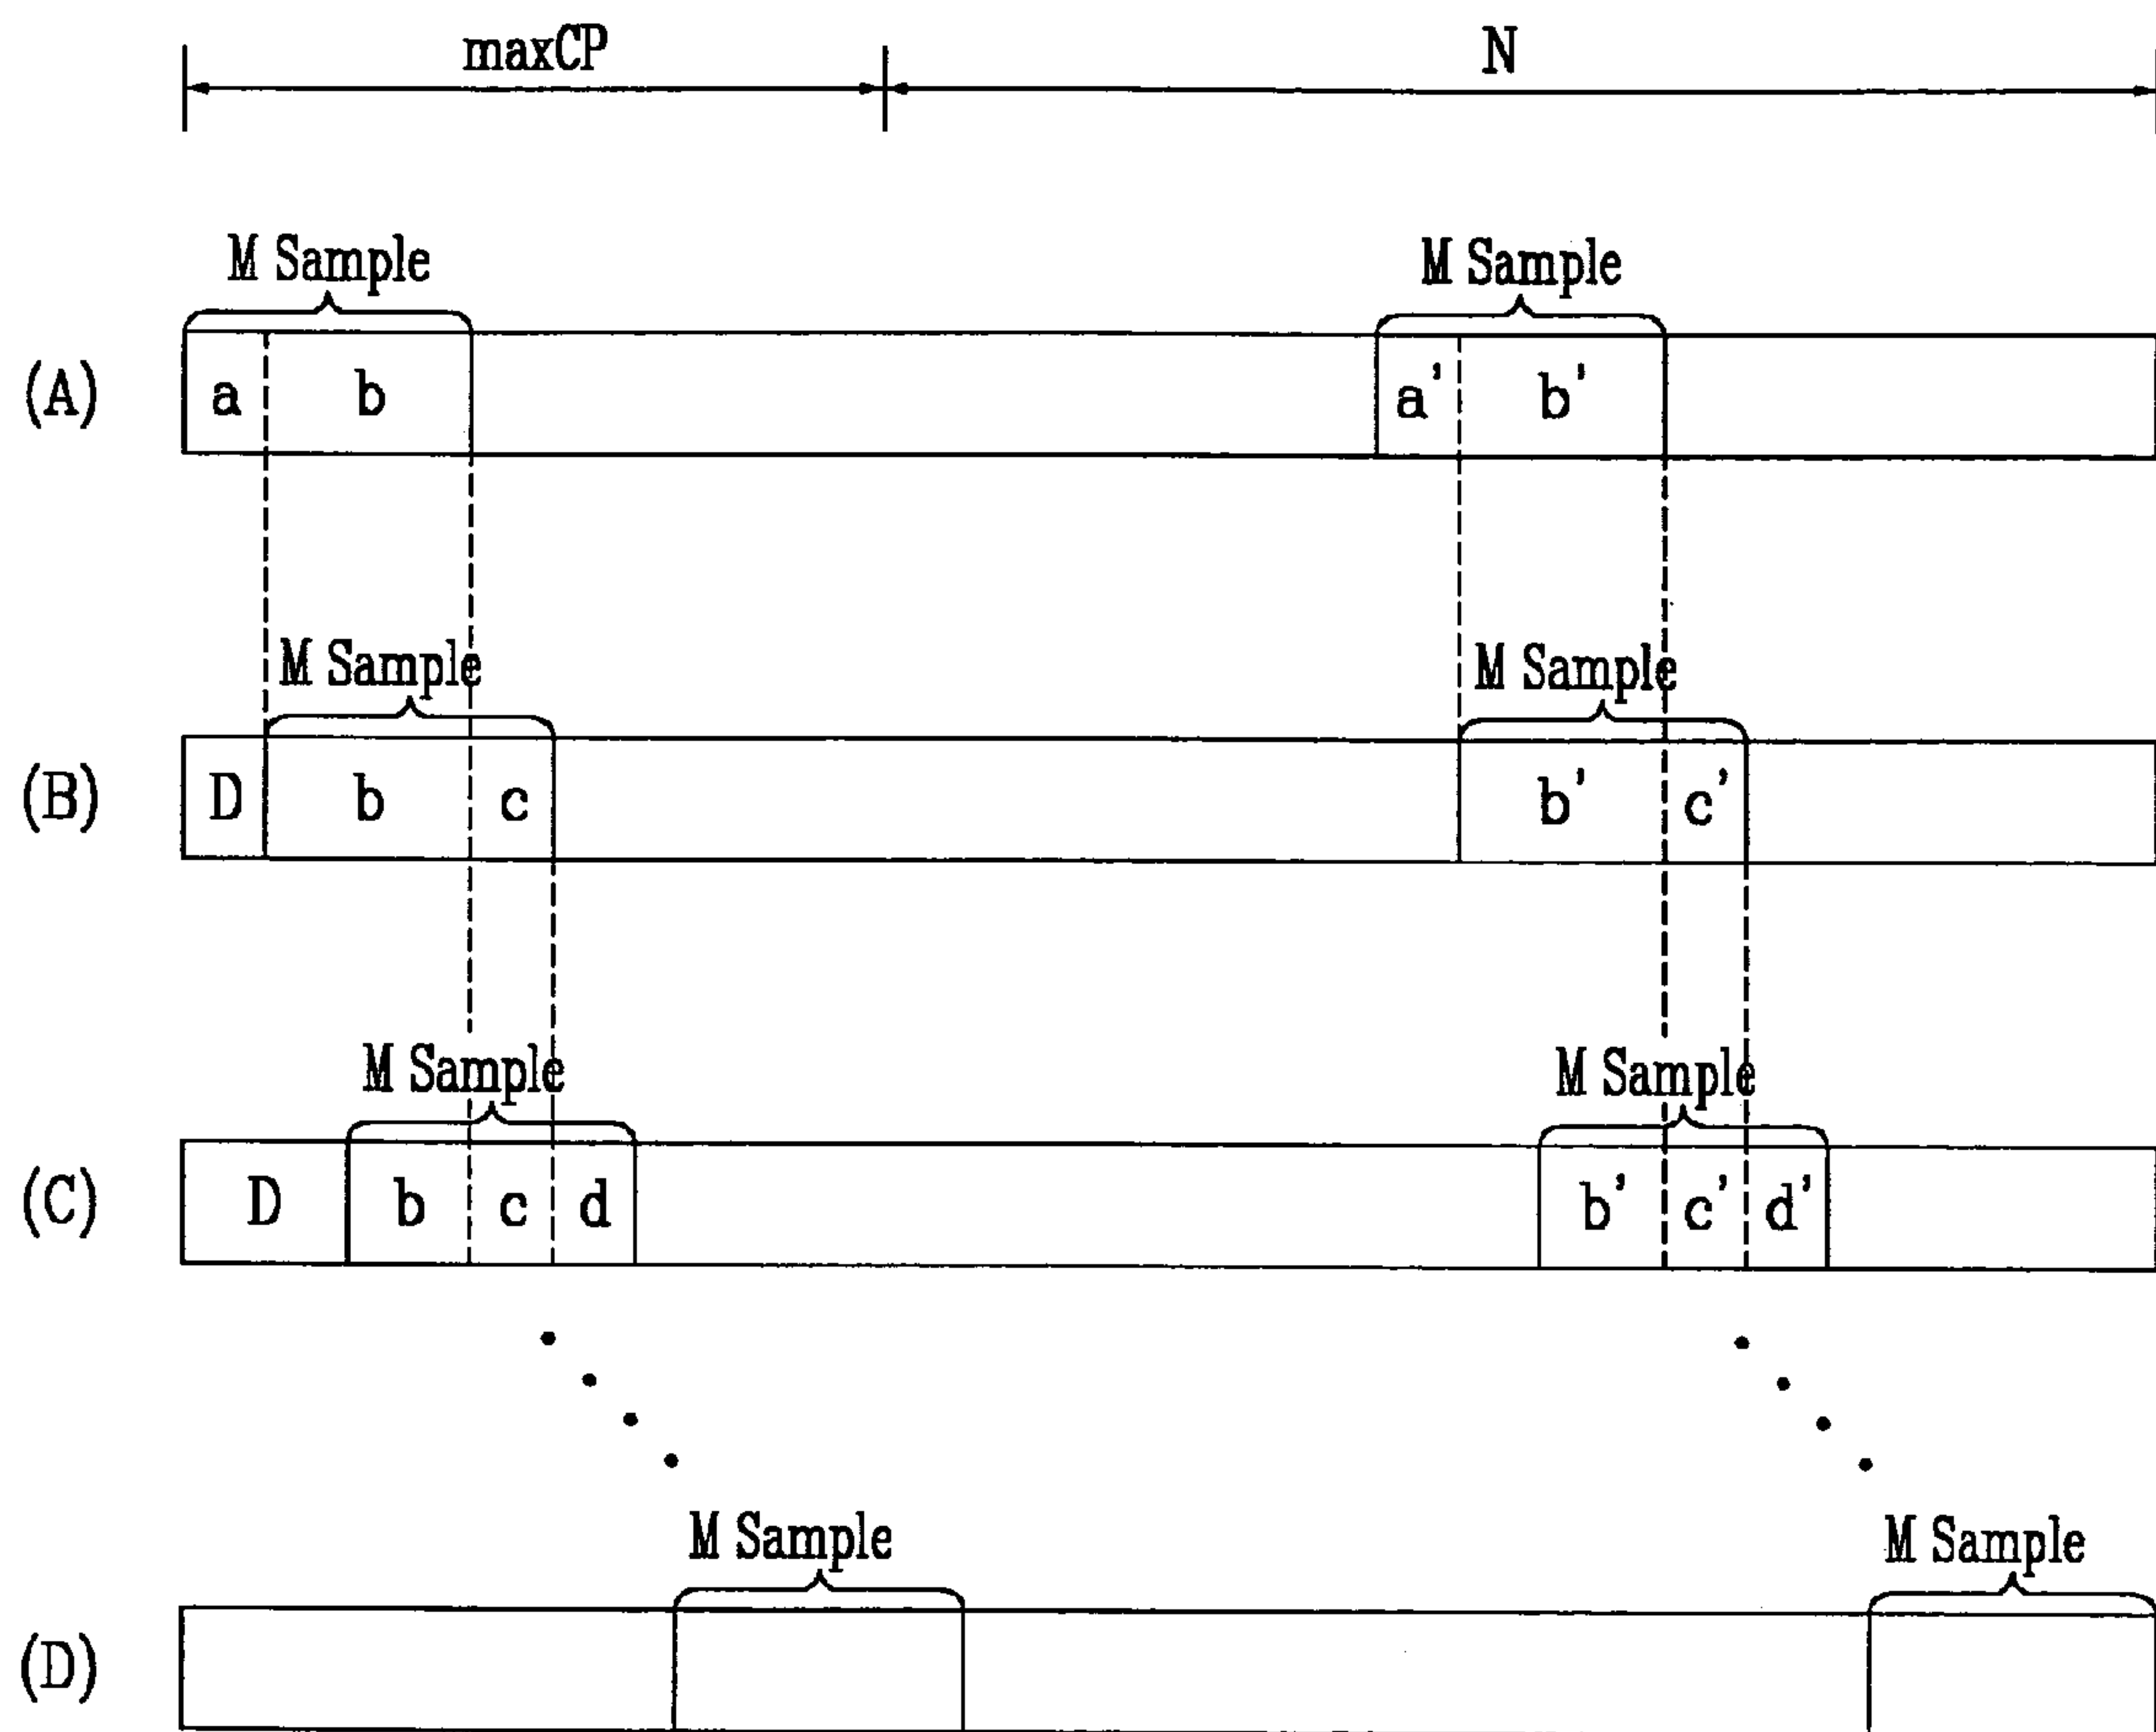 maxCP N
M Sample M Sample
(A) a b a' b'
M Sample M Sample
(B) D b c b' c'
M Sample M Sample
(C) D b c d b' c' d'
M Sample M Sample
(D)